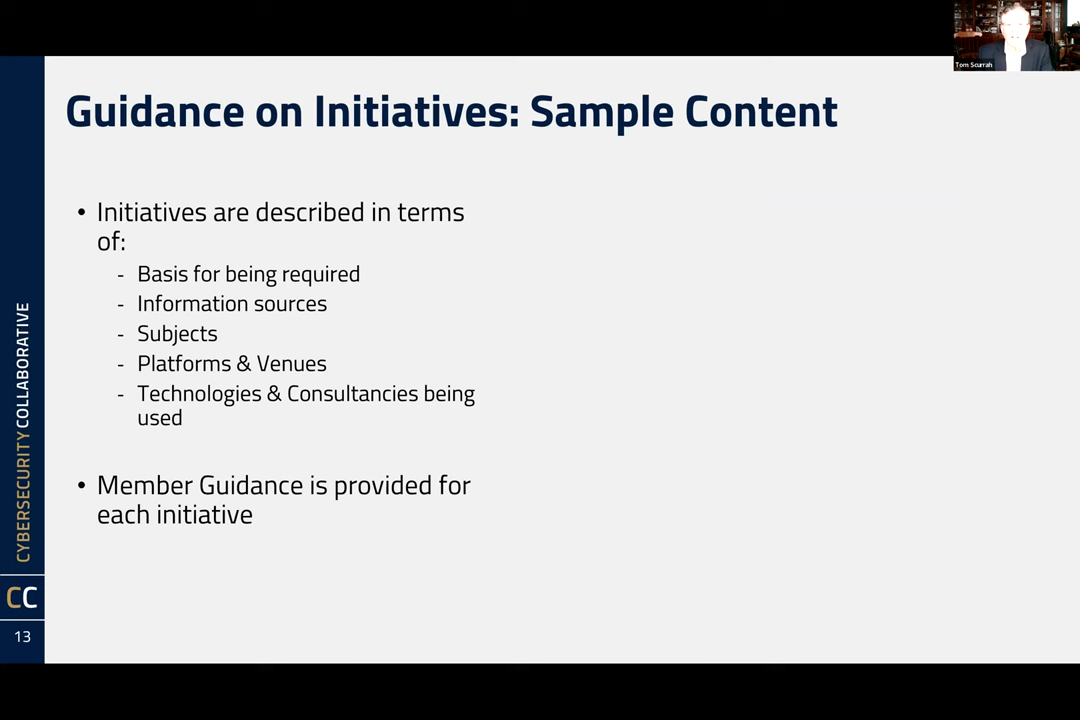 Tom Scurrah
Guidance on Initiatives: Sample Content
• Initiatives are described in terms
of:
- Basis for being required
- Information sources
- Subjects
- Platforms & Venues
- Technologies & Consultancies being
used
• Member Guidance is provided for
each initiative
CYBERSECURITY COLLABORATIVE
CC
13